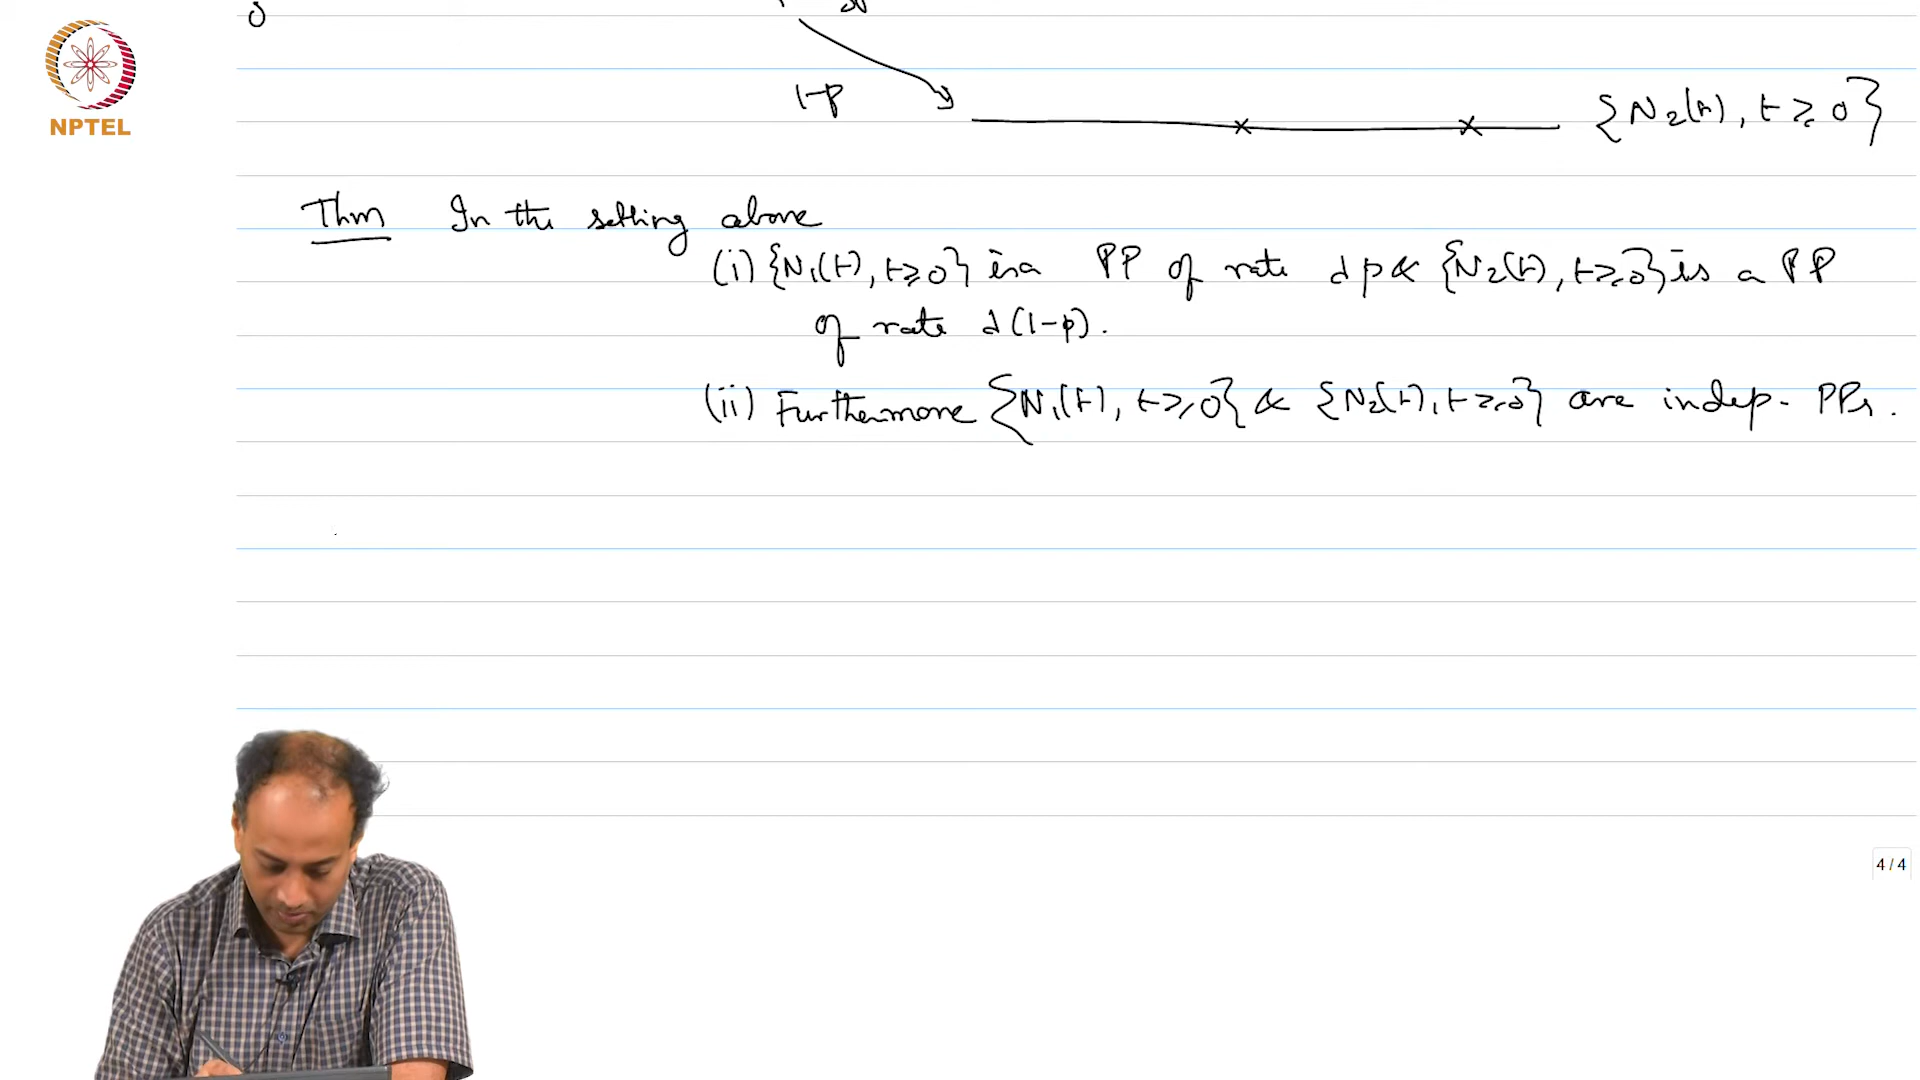 0
1-p
{N₂(t), t ≥ 0}
NPTEL
Thm In the setting above
(i) {N₁(t), t ≥ 0} is a PP of rate λp & {N₂(t), t ≥ 0} is a PP
of rate λ(1-p).
(ii) Furthermore {N₁(t), t ≥ 0} & {N₂(t), t ≥ 0} are indep. PPs.
4/4